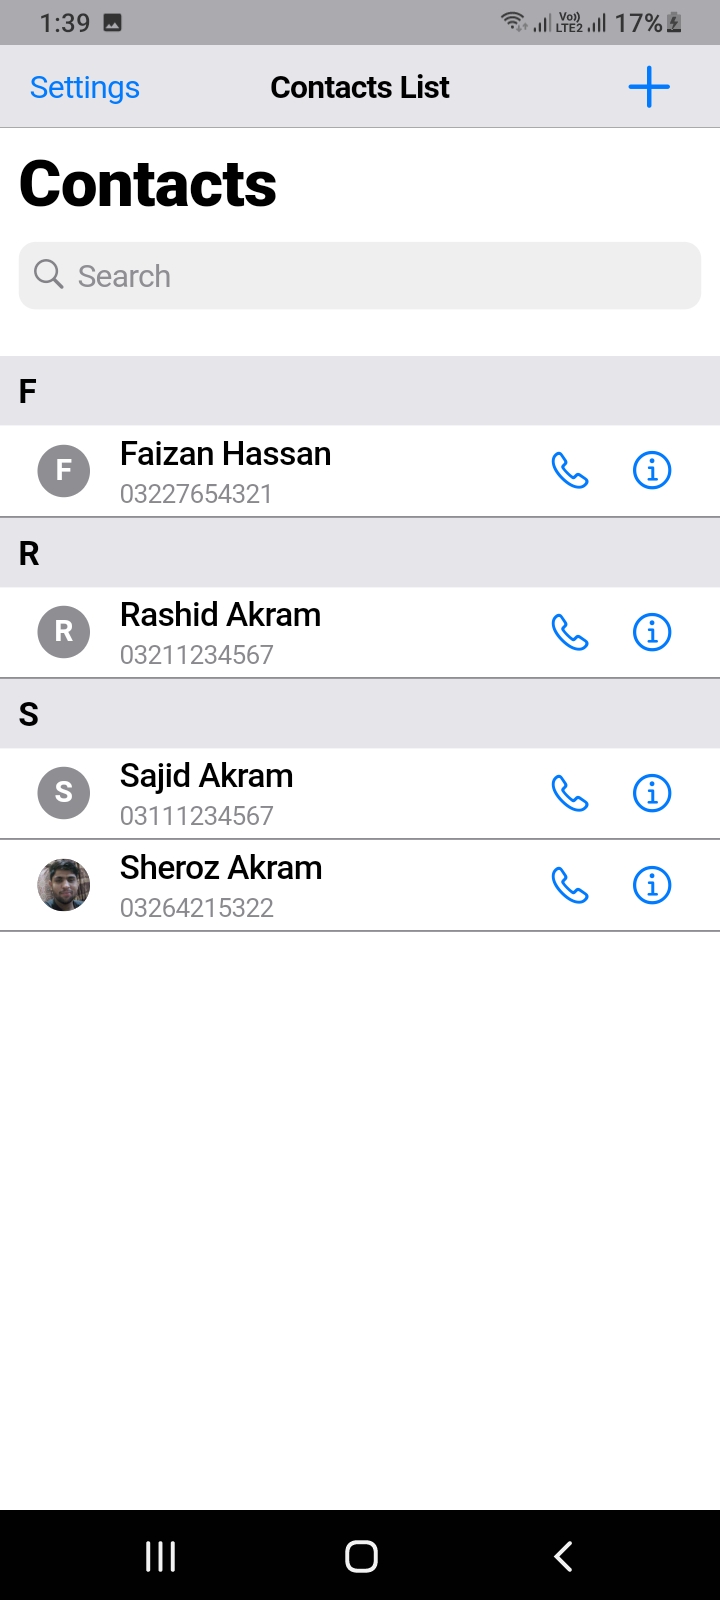 1:39 Vo)) LTE2 17%
Settings Contacts List
Contacts
Search
F
F Faizan Hassan
03227654321
R
R Rashid Akram
03211234567
S
S Sajid Akram
03111234567
Sheroz Akram
03264215322